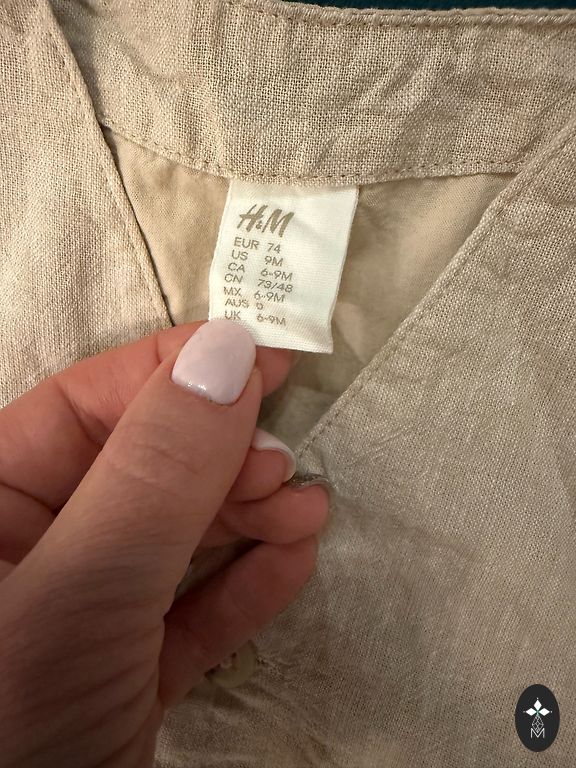 H&M
EUR 74
US 9M
CA 6-9M
CN 73/48
MX 6-9M
AUS 0
UK 6-9M
M